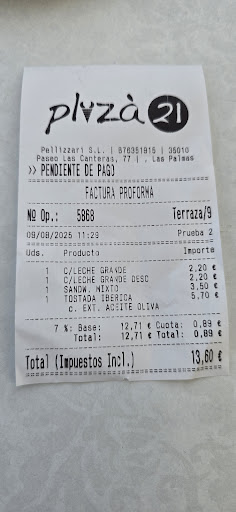 plazà 21
Pellizzari S.L. | B76351915 | 35010
Paseo Las Canteras, 77 | . Las Palmas
>> PENDIENTE DE PAGO
FACTURA PROFORMA
Nº Op.: 5868 Terraza/9
09/08/2025 11:29 Prueba 2
Uds. Producto Importe
1 C/LECHE GRANDE 2,20 €
1 C/LECHE GRANDE DESC 2,20 €
1 SANDW. MIXTO 3,50 €
1 TOSTADA IBERICA 5,70 €
c. EXT. ACEITE OLIVA
7 %: Base: 12,71 € Cuota: 0,89 €
Total: 12,71 € Total: 0,89 €
Total (Impuestos Incl.) 13,60 €